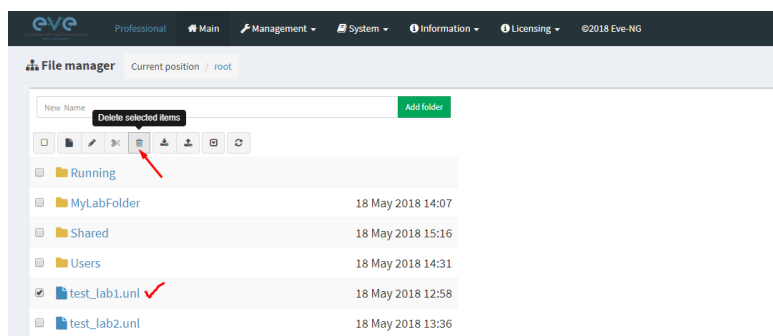 eve
Professional Main Management System Information Licensing ©2018 Eve-NG
File manager Current position / root
New Name Add folder
Delete selected items
Running
MyLabFolder 18 May 2018 14:07
Shared 18 May 2018 15:16
Users 18 May 2018 14:31
test_lab1.unl 18 May 2018 12:58
test_lab2.unl 18 May 2018 13:36